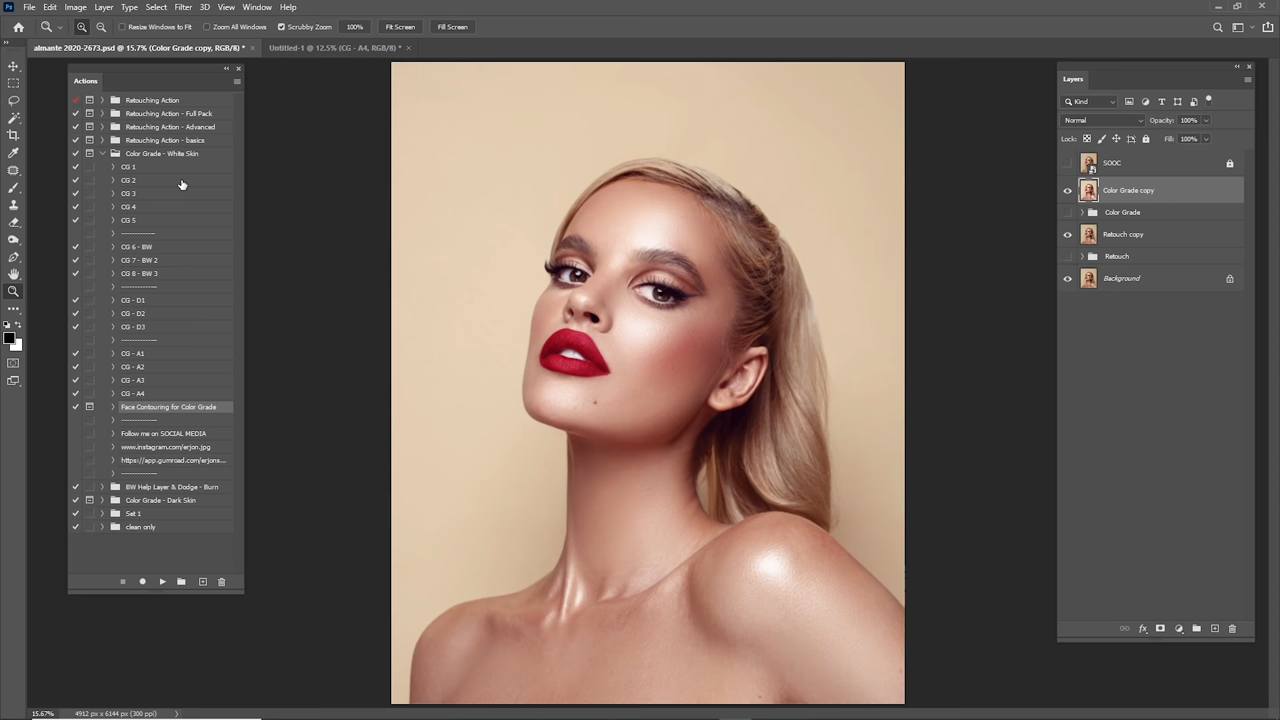 Ps File Edit Image Layer Type Select Filter 3D View Window Help
Resize Windows to Fit Zoom All Windows Scrubby Zoom 100% Fit Screen Fill Screen
almante 2020-2673.psd @ 15.7% (Color Grade copy, RGB/8) * × Untitled-1 @ 12.5% (CG - A4, RGB/8) * ×
Actions
Retouching Action
Retouching Action - Full Pack
Retouching Action - Advanced
Retouching Action - basics
Color Grade - White Skin
CG 1
CG 2
CG 3
CG 4
CG 5
--------------
CG 6 - BW
CG 7 - BW 2
CG 8 - BW 3
---------------
CG - D1
CG - D2
CG - D3
---------------
CG - A1
CG - A2
CG - A3
CG - A4
Face Contouring for Color Grade
---------------
Follow me on SOCIAL MEDIA
www.instagram.com/erjon.jpg
https://app.gumroad.com/erjons...
---------------
BW Help Layer & Dodge - Burn
Color Grade - Dark Skin
Set 1
clean only
Layers
Kind
Normal Opacity: 100%
Lock: Fill: 100%
SOOC
Color Grade copy
Color Grade
Retouch copy
Retouch
Background
fx
15.67% 4912 px x 6144 px (300 ppi)